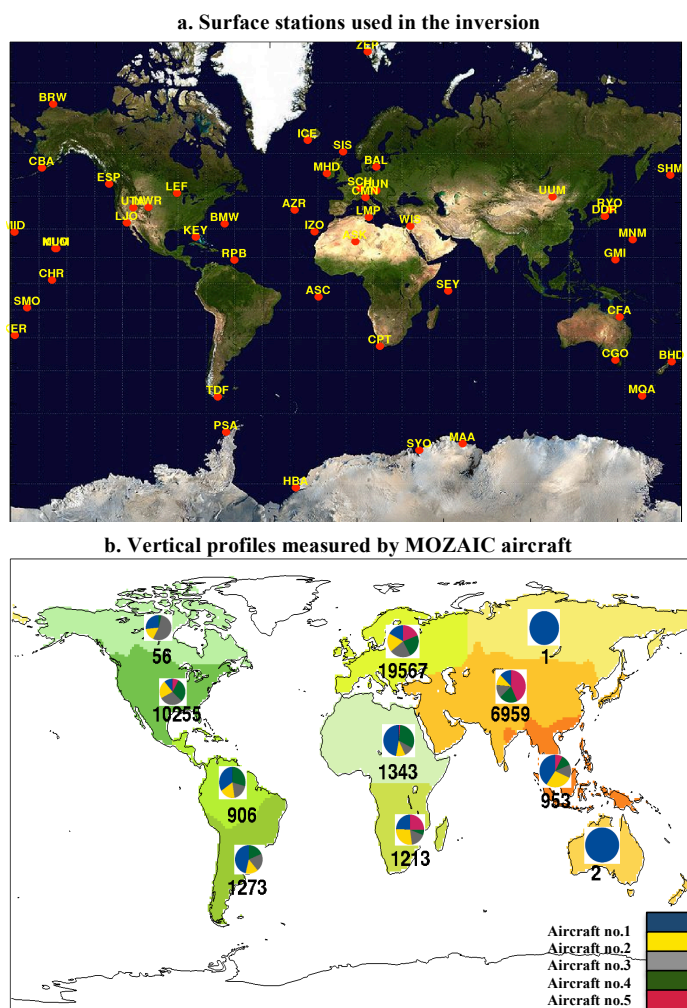 a. Surface stations used in the inversion
ZEP
BRW
ICE
SIS
CBA
MHD
BAL
SHM
ESP
LEF
SCH
HUN
CMN
UUM
UTA
NWR
AZR
LMP
RYO
DDR
LJO
BMW
IZO
WIS
MID
KEY
MNM
KUM
ASK
RPB
GMI
CHR
ASC
SEY
SMO
CFA
CPT
CGO
BHD
TDF
MQA
PSA
SYO
MAA
HBA
b. Vertical profiles measured by MOZAIC aircraft
56
1
19567
10255
6959
1343
953
906
1213
1273
2
Aircraft no.1
Aircraft no.2
Aircraft no.3
Aircraft no.4
Aircraft no.5